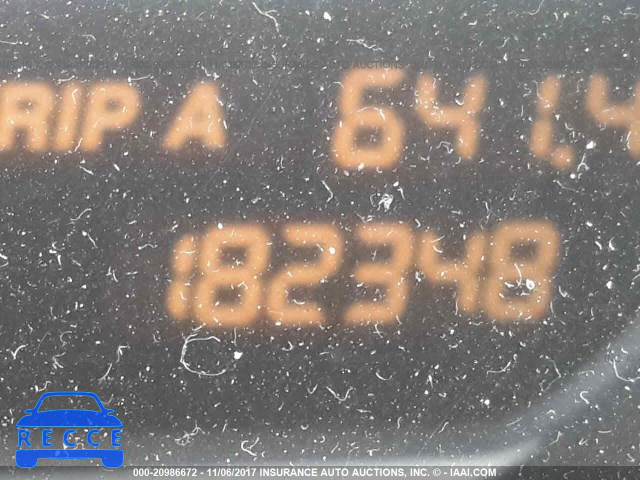 RIP A 641.4
182348
RECCE
000-20986672 - 11/06/2017 INSURANCE AUTO AUCTIONS, INC. © - IAAI.COM